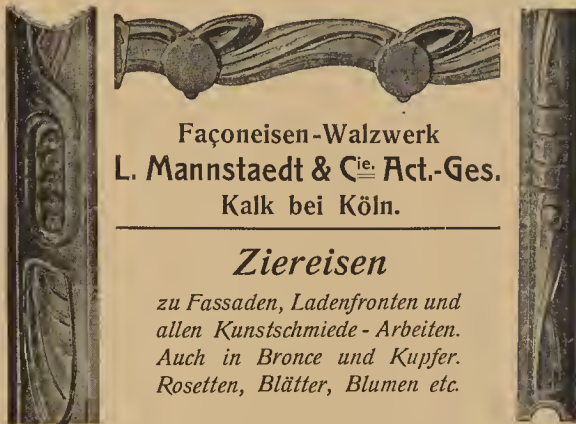 Façoneisen-Walzwerk
L. Mannstaedt & Cie. Act.-Ges.
Kalk bei Köln.
Ziereisen
zu Fassaden, Ladenfronten und
allen Kunstschmiede - Arbeiten.
Auch in Bronce und Kupfer.
Rosetten, Blätter, Blumen etc.